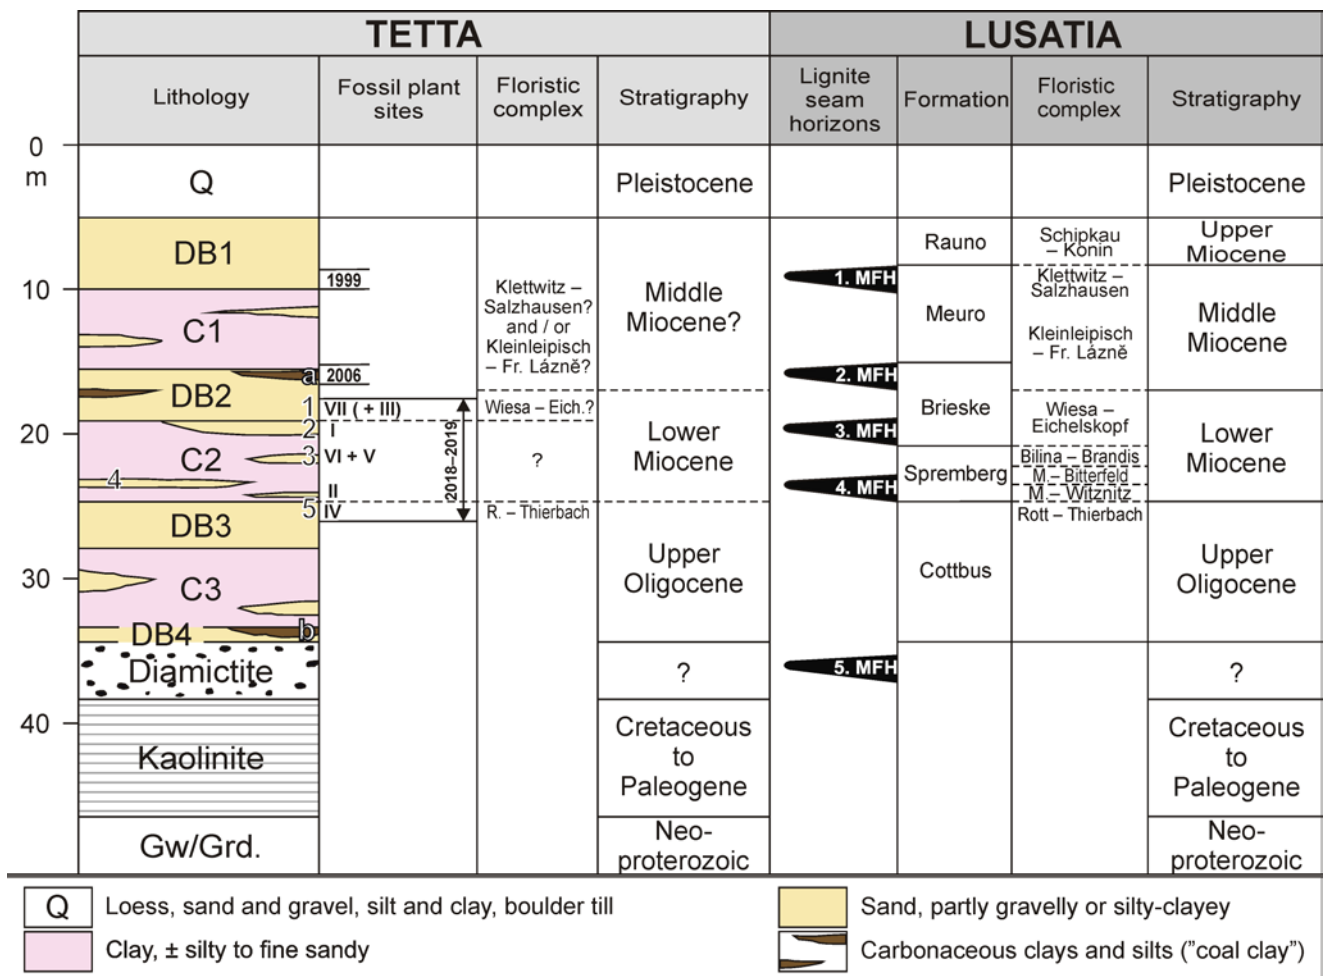 TETTA
LUSATIA
Lithology
Fossil plant
sites
Floristic
complex
Stratigraphy
Lignite
seam
horizons
Formation
Floristic
complex
Stratigraphy
0
m
10
20
30
40
Q
DB1
C1
a
DB2
1
2
C2
3
4
5
DB3
C3
DB4
b
Diamictite
Kaolinite
Gw/Grd.
1999
2006
VII ( + III)
I
VI + V
II
IV
2018–2019
Klettwitz –
Salzhausen?
and / or
Kleinleipisch
– Fr. Lázně?
Wiesa – Eich.?
?
R. – Thierbach
Pleistocene
Middle
Miocene?
Lower
Miocene
Upper
Oligocene
?
Cretaceous
to
Paleogene
Neo-
proterozoic
1. MFH
2. MFH
3. MFH
4. MFH
5. MFH
Rauno
Meuro
Brieske
Spremberg
Cottbus
Schipkau
– Konin
Klettwitz –
Salzhausen
Kleinleipisch
– Fr. Lázně
Wiesa –
Eichelskopf
Bilina – Brandis
M.– Bitterfeld
M. – Witznitz
Rott – Thierbach
Pleistocene
Upper
Miocene
Middle
Miocene
Lower
Miocene
Upper
Oligocene
?
Cretaceous
to
Paleogene
Neo-
proterozoic
Q Loess, sand and gravel, silt and clay, boulder till
Clay, ± silty to fine sandy
Sand, partly gravelly or silty-clayey
Carbonaceous clays and silts ("coal clay")